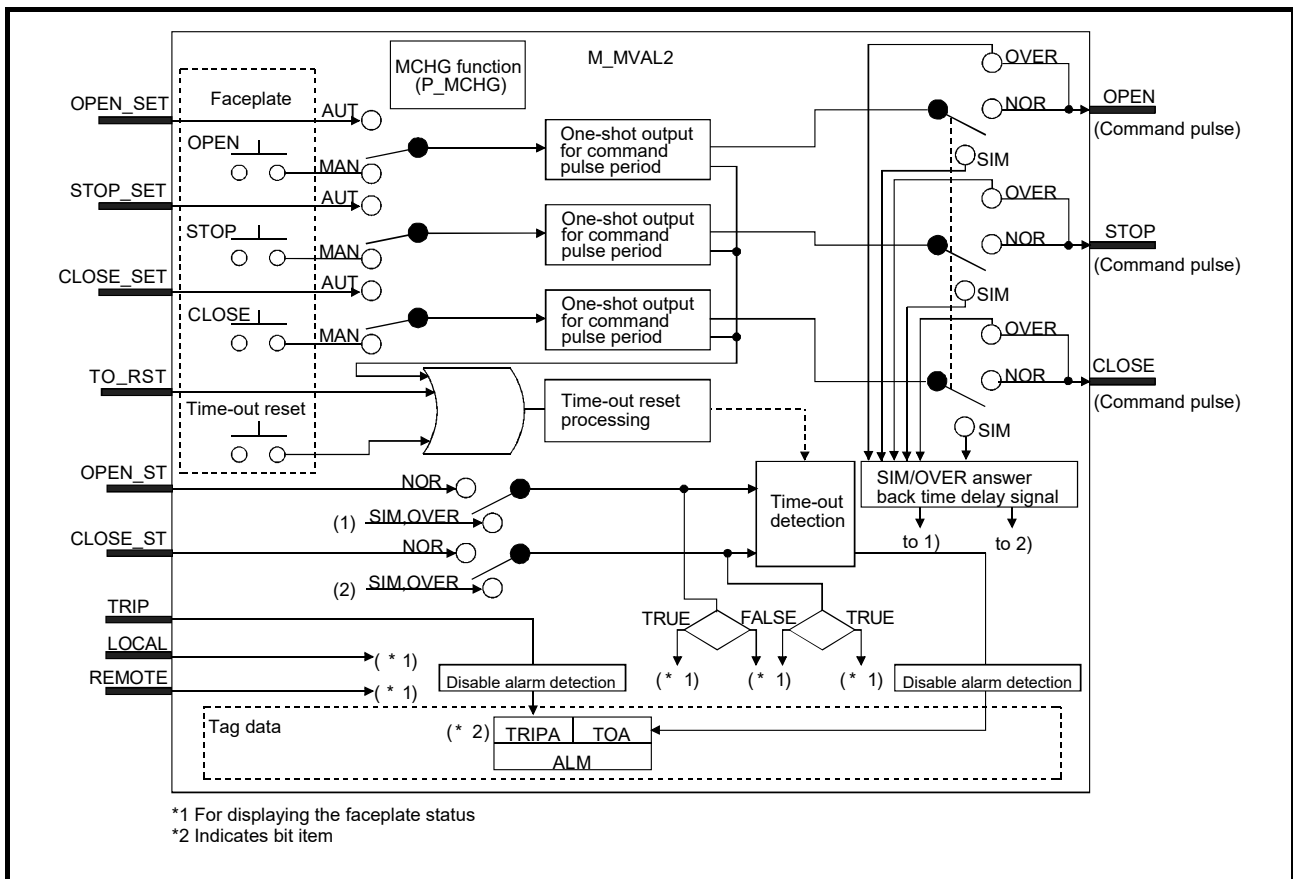 M_MVAL2
MCHG function
(P_MCHG)
OVER
OPEN_SET
Faceplate
AUT
NOR
OPEN
(Command pulse)
OPEN
One-shot output
for command
pulse period
MAN
SIM
STOP_SET
AUT
OVER
STOP
One-shot output
for command
pulse period
NOR
STOP
(Command pulse)
MAN
CLOSE_SET
AUT
SIM
CLOSE
One-shot output
for command
pulse period
OVER
MAN
TO_RST
NOR
CLOSE
(Command pulse)
Time-out reset
Time-out reset
processing
SIM
OPEN_ST
NOR
Time-out
detection
SIM/OVER answer
back time delay signal
(1)
SIM,OVER
to 1)
to 2)
CLOSE_ST
NOR
(2)
SIM,OVER
TRIP
TRUE
FALSE
TRUE
LOCAL
( * 1)
REMOTE
( * 1)
Disable alarm detection
( * 1)
( * 1)
( * 1)
Disable alarm detection
Tag data
( * 2)
TRIPA
TOA
ALM
*1 For displaying the faceplate status
*2 Indicates bit item